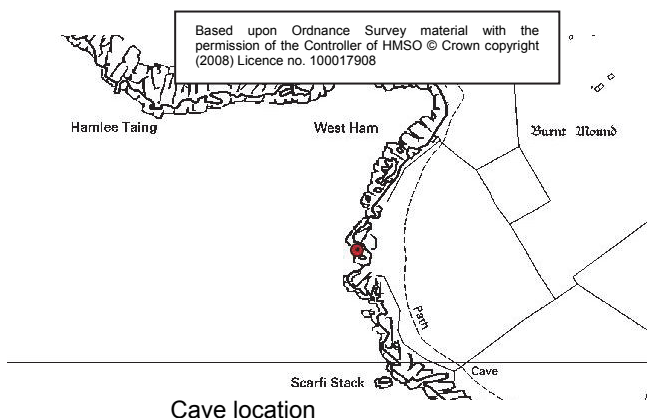 Based upon Ordnance Survey material with the
permission of the Controller of HMSO © Crown copyright
(2008) Licence no. 100017908
Hamlee Taing
West Ham
Burnt Mound
Path
Cave
Scarfi Stack
Cave location